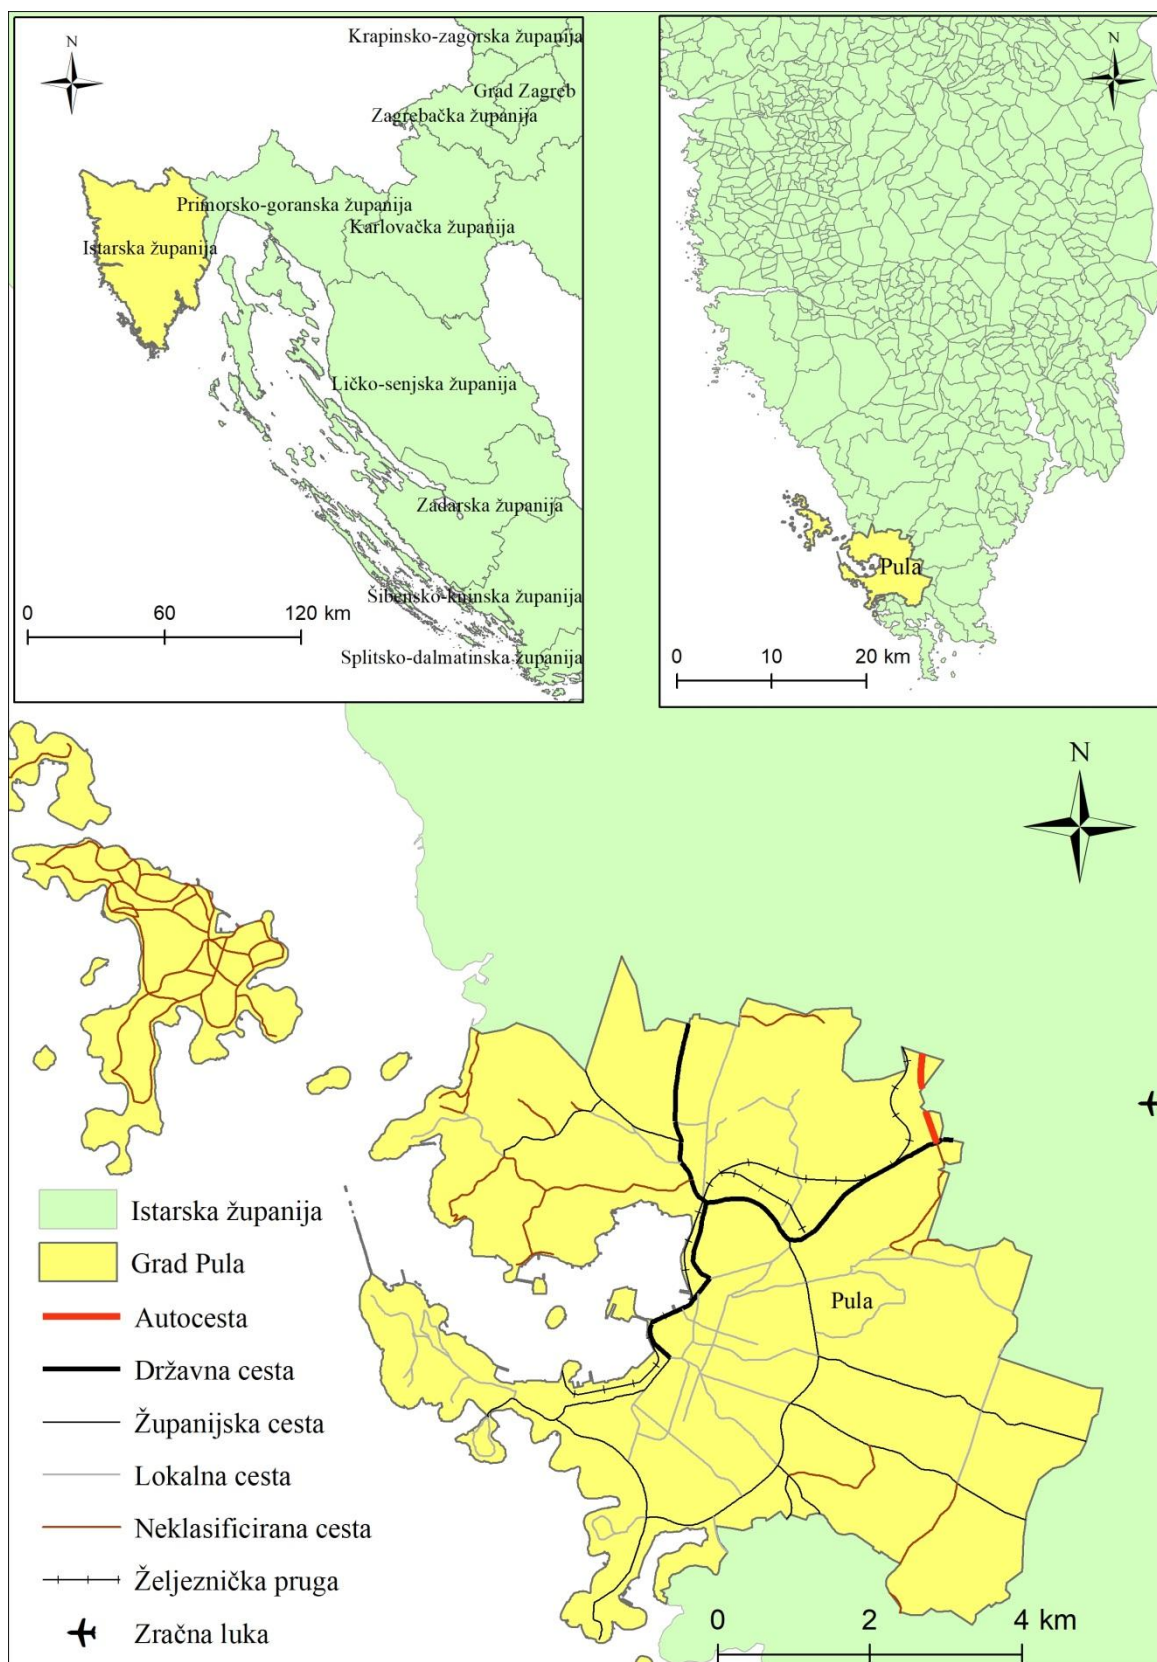 N
Krapinsko-zagorska županija
Grad Zagreb
Zagrebačka županija
Primorsko-goranska županija
Karlovačka županija
Istarska županija
Ličko-senjska županija
Zadarska županija
Šibensko-kninska županija
0 60 120 km
Splitsko-dalmatinska županija
N
Pula
0 10 20 km
N
Istarska županija
Grad Pula
Autocesta
Državna cesta
Županijska cesta
Lokalna cesta
Neklasificirana cesta
Željeznička pruga
Zračna luka
Pula
0 2 4 km